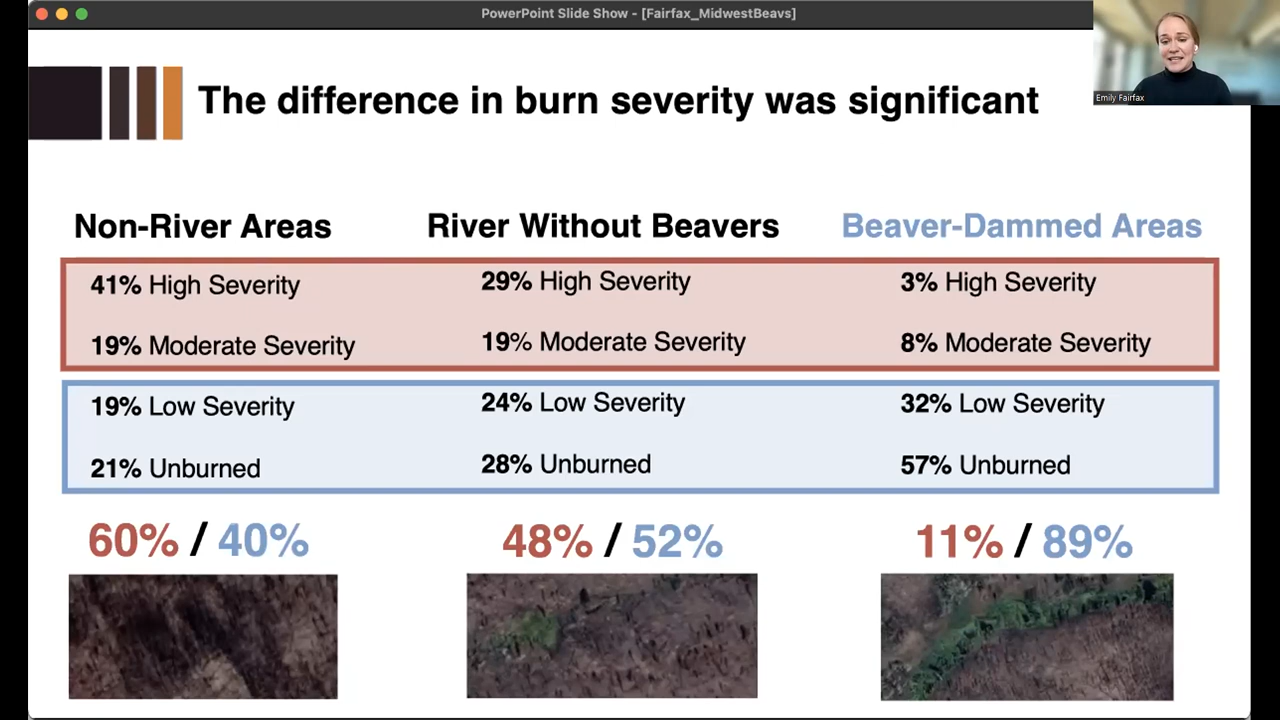 PowerPoint Slide Show - [Fairfax_MidwestBeavs]
Emily Fairfax
The difference in burn severity was significant
Non-River Areas
41% High Severity
19% Moderate Severity
19% Low Severity
21% Unburned
60% / 40%
River Without Beavers
29% High Severity
19% Moderate Severity
24% Low Severity
28% Unburned
48% / 52%
Beaver-Dammed Areas
3% High Severity
8% Moderate Severity
32% Low Severity
57% Unburned
11% / 89%